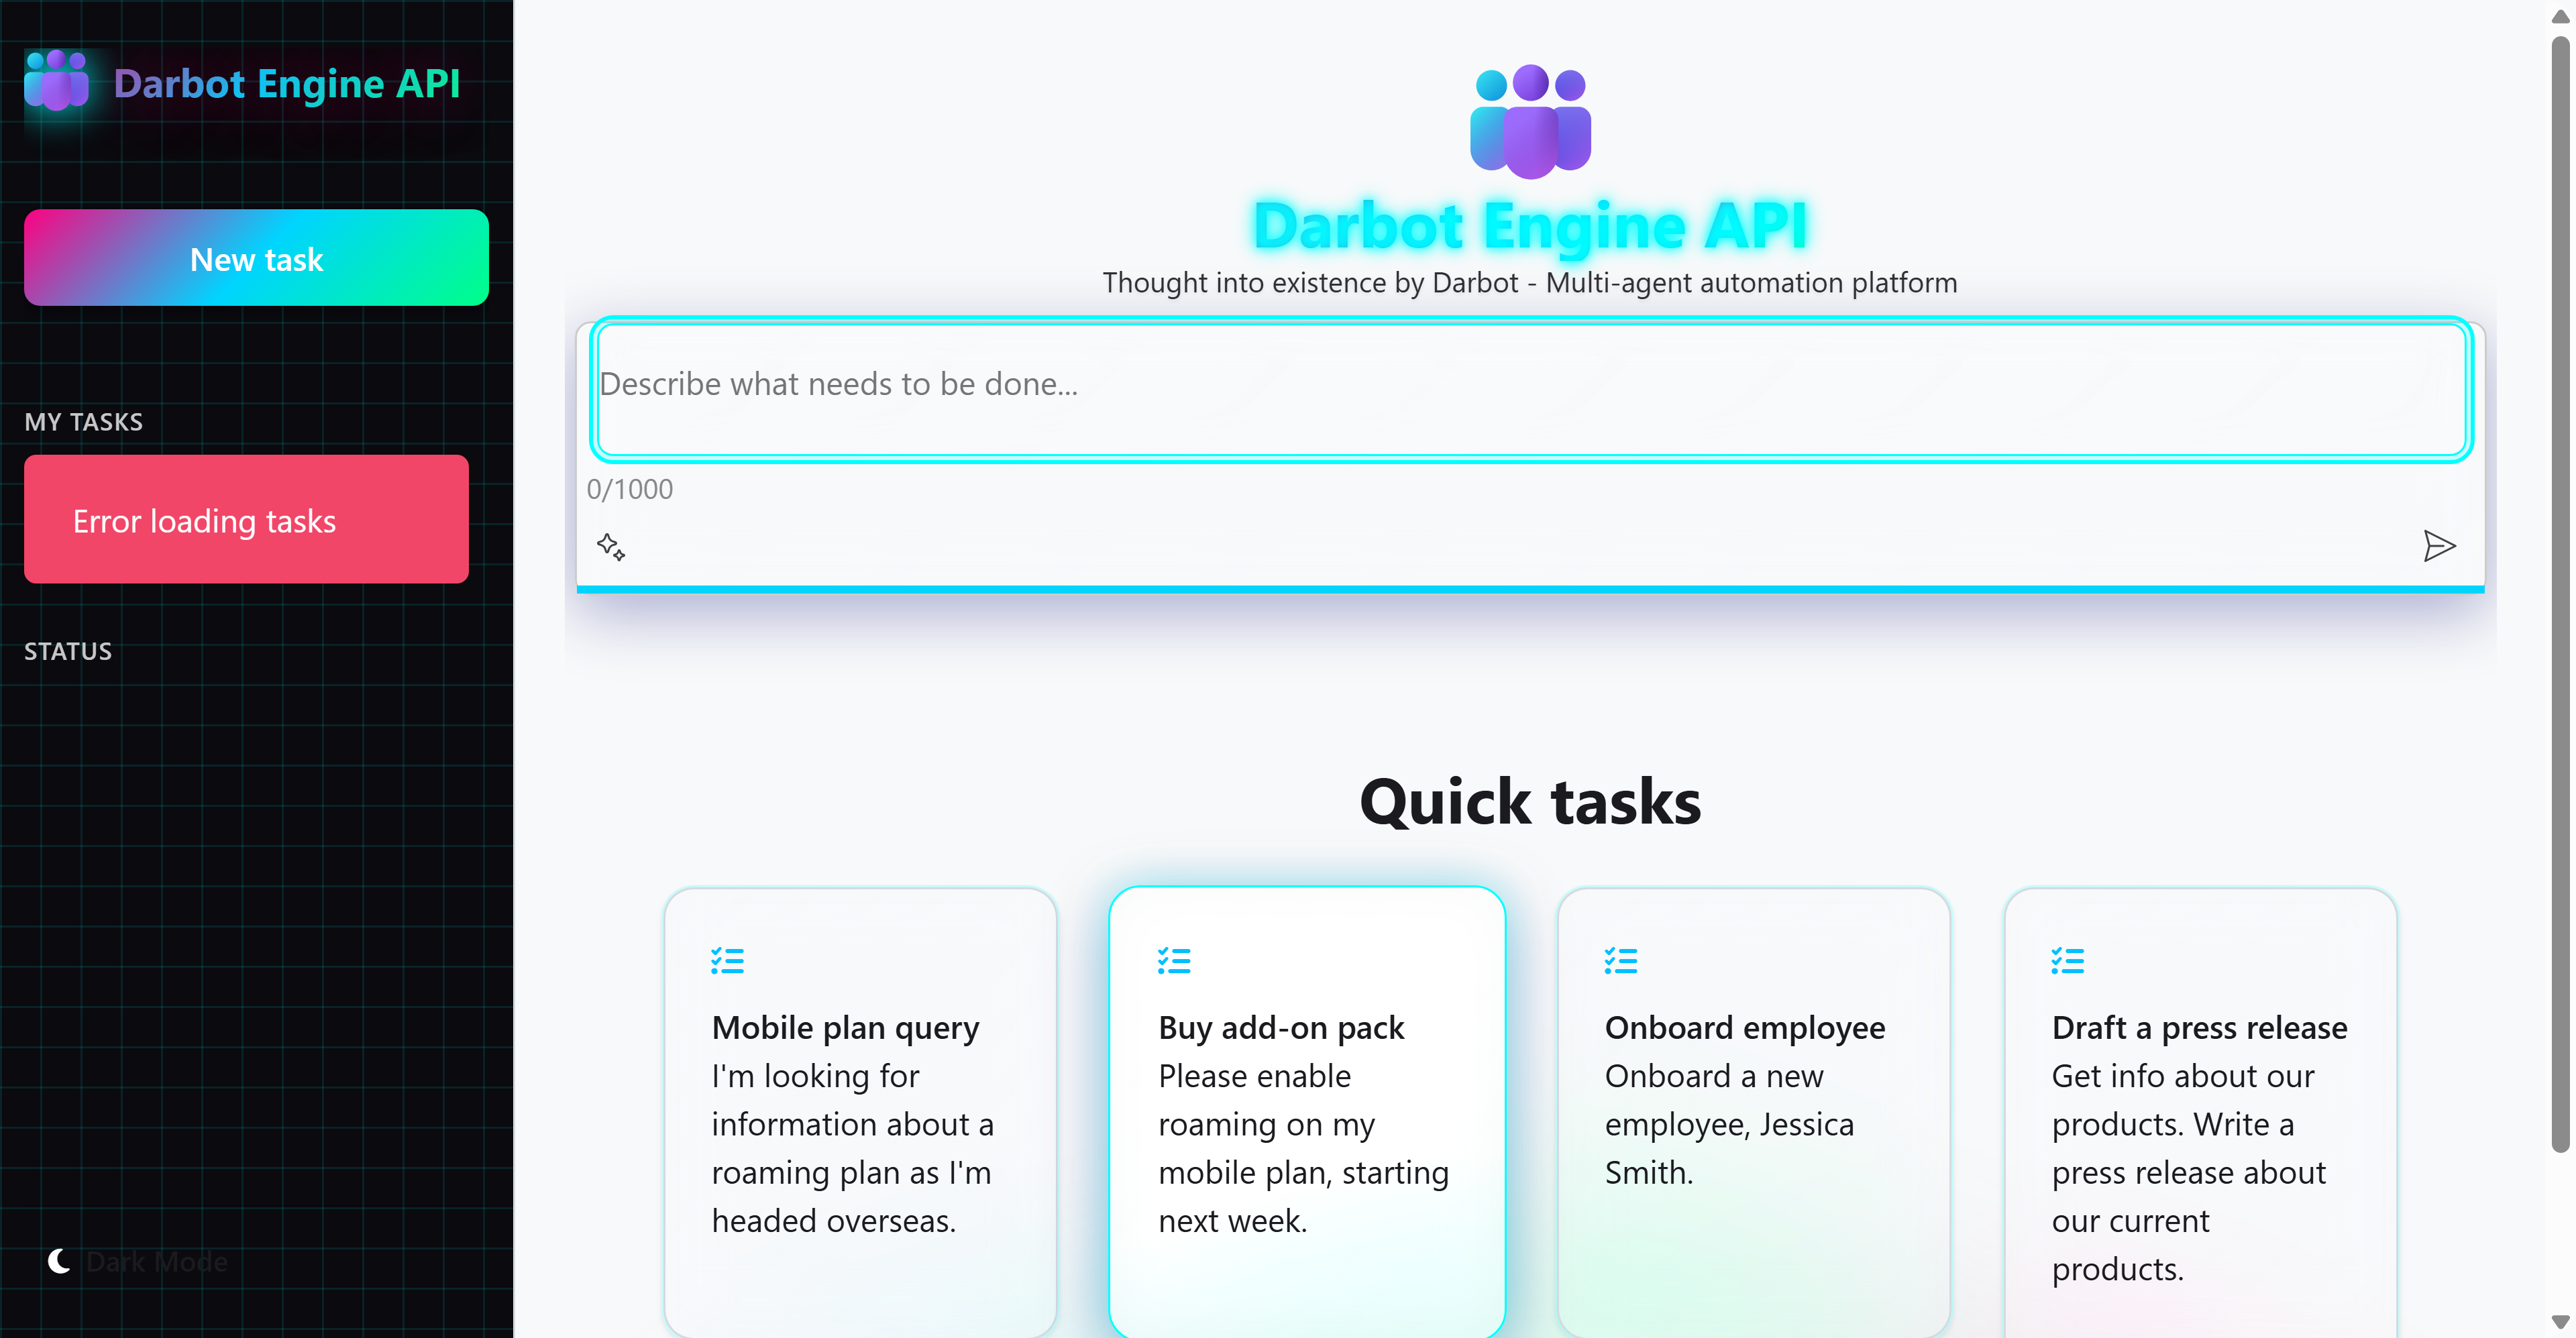 Darbot Engine API
New task
MY TASKS
Error loading tasks
STATUS
Dark Mode
Darbot Engine API
Thought into existence by Darbot - Multi-agent automation platform
Describe what needs to be done...
0/1000
Quick tasks
Mobile plan query
I'm looking for
information about a
roaming plan as I'm
headed overseas.
Buy add-on pack
Please enable
roaming on my
mobile plan, starting
next week.
Onboard employee
Onboard a new
employee, Jessica
Smith.
Draft a press release
Get info about our
products. Write a
press release about
our current
products.